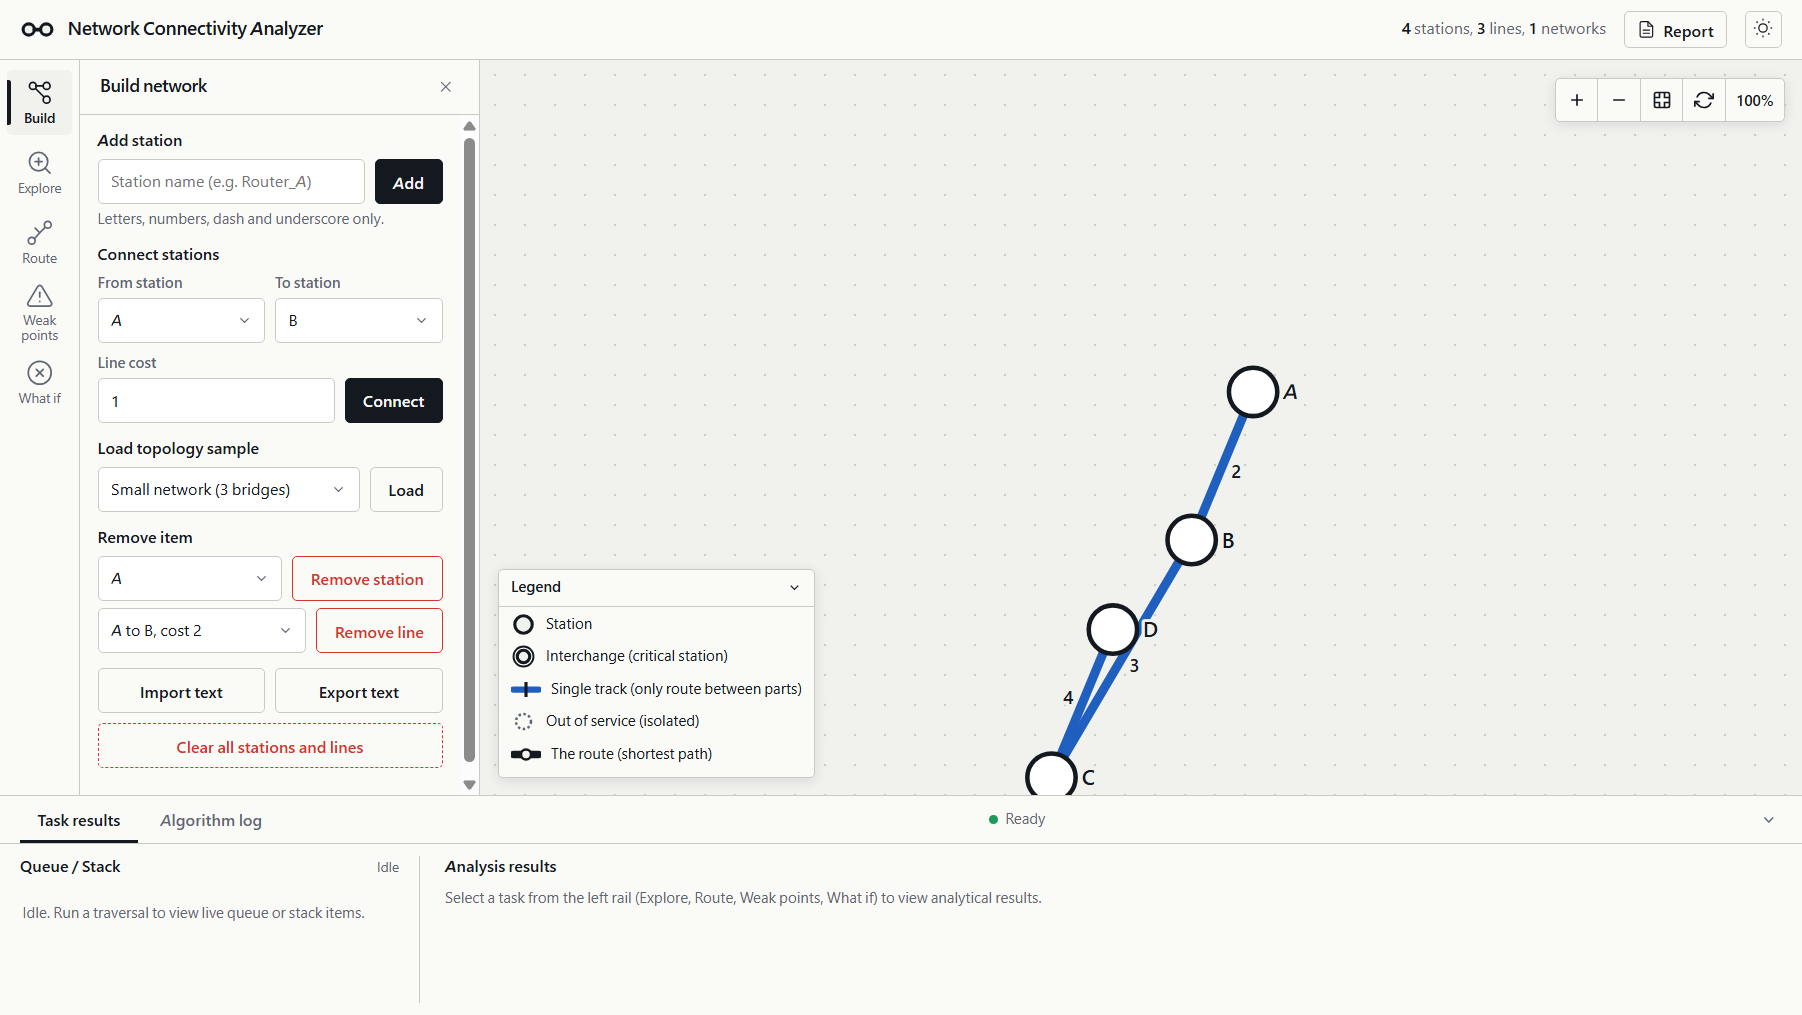 Network Connectivity Analyzer
4 stations, 3 lines, 1 networks
Report
Build
Explore
Route
Weak
points
What if
Build network
Add station
Station name (e.g. Router_A)
Add
Letters, numbers, dash and underscore only.
Connect stations
From station
To station
A
B
Line cost
1
Connect
Load topology sample
Small network (3 bridges)
Load
Remove item
A
Remove station
A to B, cost 2
Remove line
Import text
Export text
Clear all stations and lines
100%
A
2
B
D
3
4
C
Legend
Station
Interchange (critical station)
Single track (only route between parts)
Out of service (isolated)
The route (shortest path)
Task results
Algorithm log
Ready
Queue / Stack
Idle
Idle. Run a traversal to view live queue or stack items.
Analysis results
Select a task from the left rail (Explore, Route, Weak points, What if) to view analytical results.